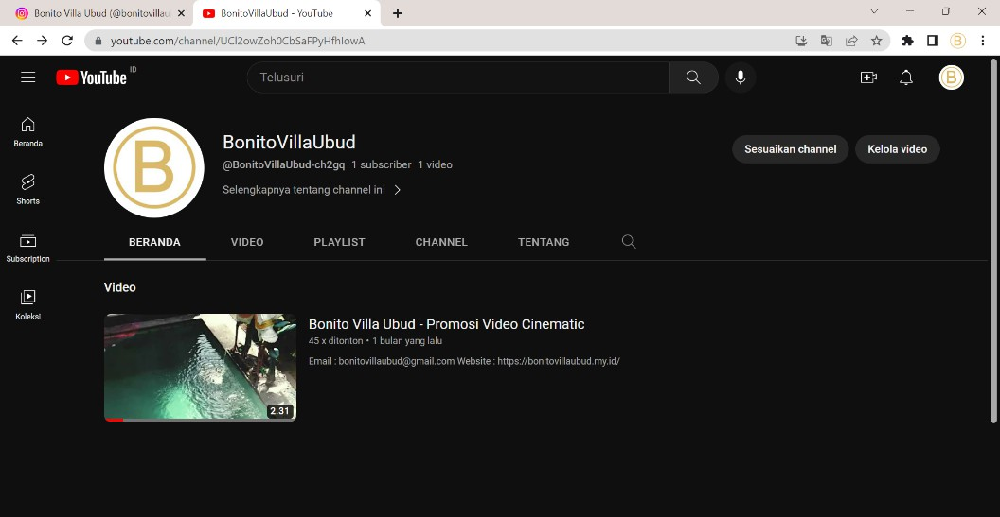 Bonito Villa Ubud (@bonitovillau
BonitoVillaUbud - YouTube
youtube.com/channel/UCl2owZoh0CbSaFPyHfhIowA
B
YouTube ID
Telusuri
B
Beranda
Shorts
Subscription
Koleksi
B
BonitoVillaUbud
@BonitoVillaUbud-ch2gq 1 subscriber 1 video
Selengkapnya tentang channel ini
Sesuaikan channel
Kelola video
BERANDA VIDEO PLAYLIST CHANNEL TENTANG
Video
2.31
Bonito Villa Ubud - Promosi Video Cinematic
45 x ditonton • 1 bulan yang lalu
Email : bonitovillaubud@gmail.com Website : https://bonitovillaubud.my.id/